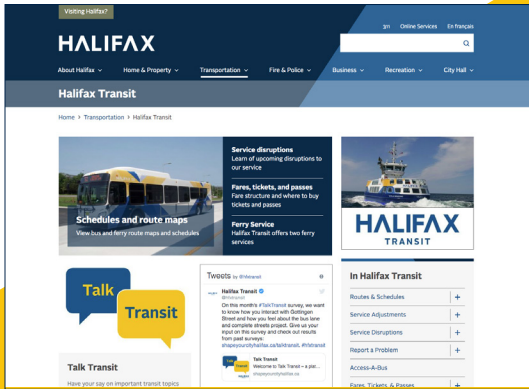 Visiting Halifax?
311 Online Services En français
HALIFAX
About Halifax Home & Property Transportation Fire & Police Business Recreation City Hall
Halifax Transit
Home > Transportation > Halifax Transit
Schedules and route maps
View bus and ferry route maps and schedules
Service disruptions
Learn of upcoming disruptions to
our service
Fares, tickets, and passes
Fare structure and where to buy
tickets and passes
Ferry Service
Halifax Transit offers two ferry
services
HALIFAX
TRANSIT
Talk
Transit
Talk Transit
Have your say on important transit topics
Tweets by @hfxtransit
Halifax Transit
@hfxtransit
On this month's #TalkTransit survey, we want
to know how you interact with Gottingen
Street and how you feel about the bus lane
and complete streets project. Give us your
input on this survey and check out results
from past surveys:
shapeyourcityhalifax.ca/talktransit, #hfxtransit
Talk Transit
Welcome to Talk Transit – a pla...
shapeyourcityhalifax.ca
In Halifax Transit
Routes & Schedules +
Service Adjustments +
Service Disruptions +
Report a Problem +
Access-A-Bus
Fares, Tickets, & Passes +